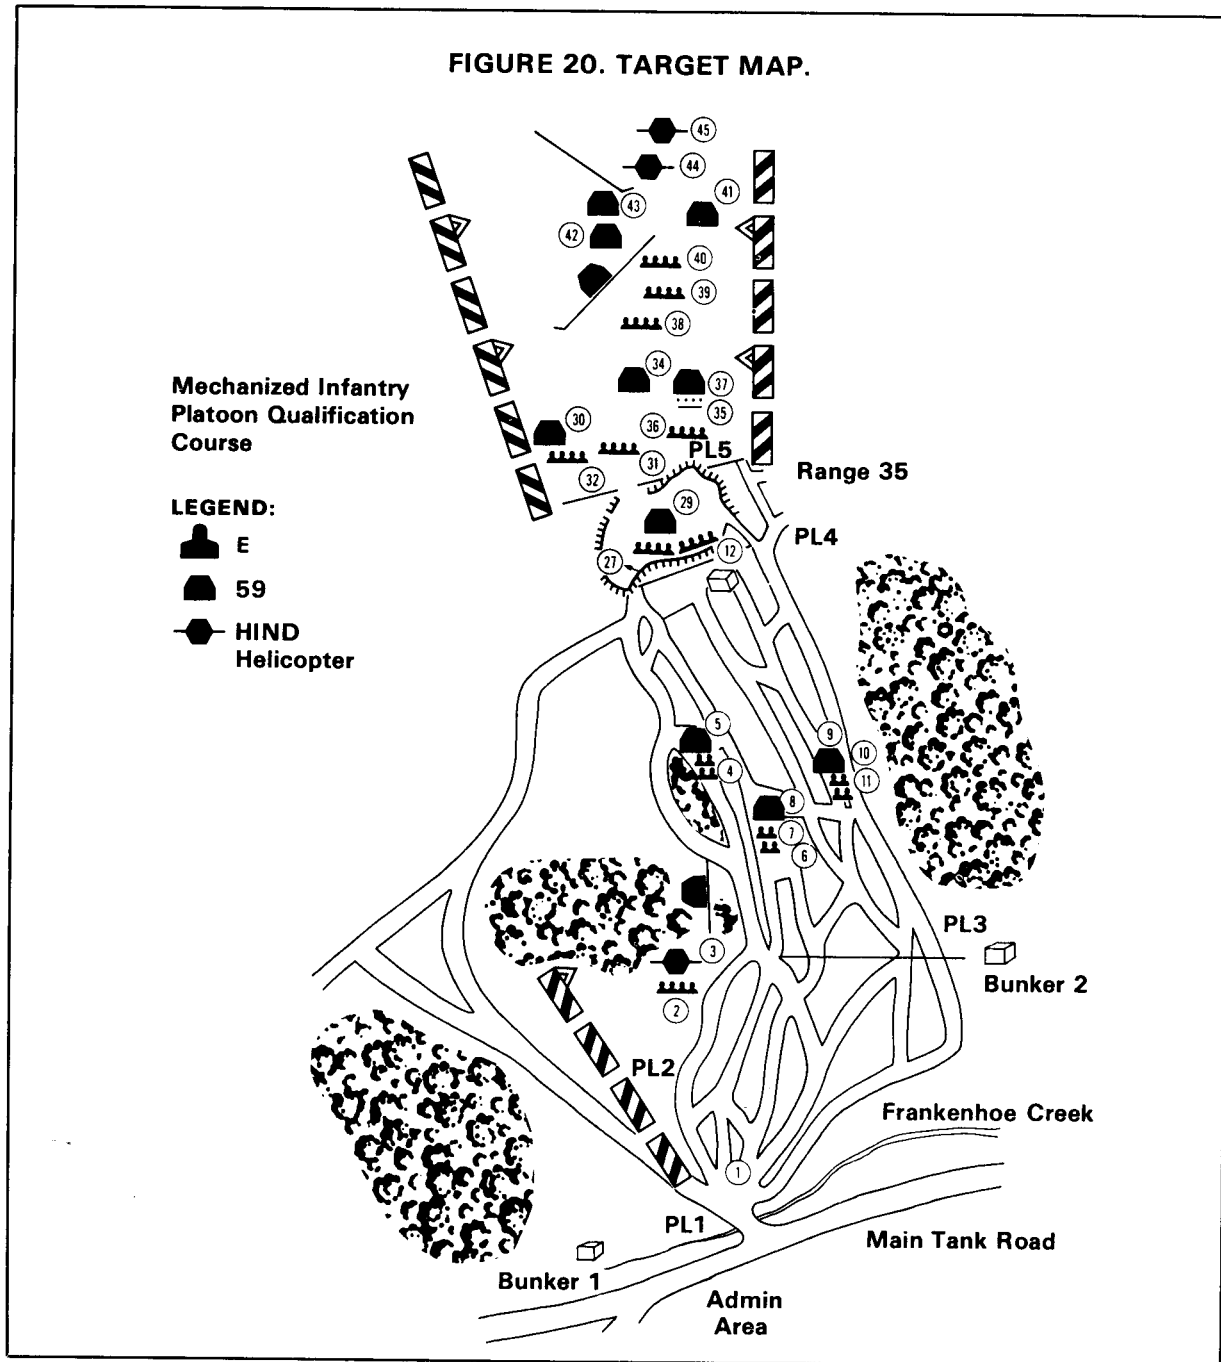 FIGURE 20. TARGET MAP.
45
44
41
43
42
40
39
38
34
37
35
30
36
31
32
PL5
Range 35
29
PL4
12
27
Mechanized Infantry
Platoon Qualification
Course
LEGEND:
E
59
HIND
Helicopter
5
9
10
4
11
8
7
6
PL3
3
Bunker 2
2
PL2
Frankenhoe Creek
1
PL1
Main Tank Road
Bunker 1
Admin
Area